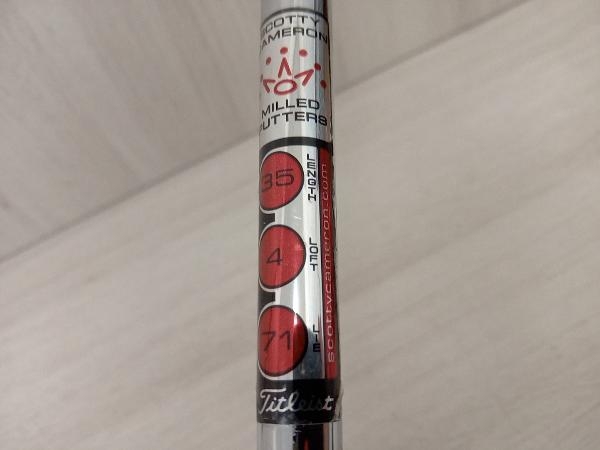 SCOTTY
CAMERON
MILLED
PUTTERS
35
LENGTH
4
LOFT
71
LIE
scottycameron.com
Titleist